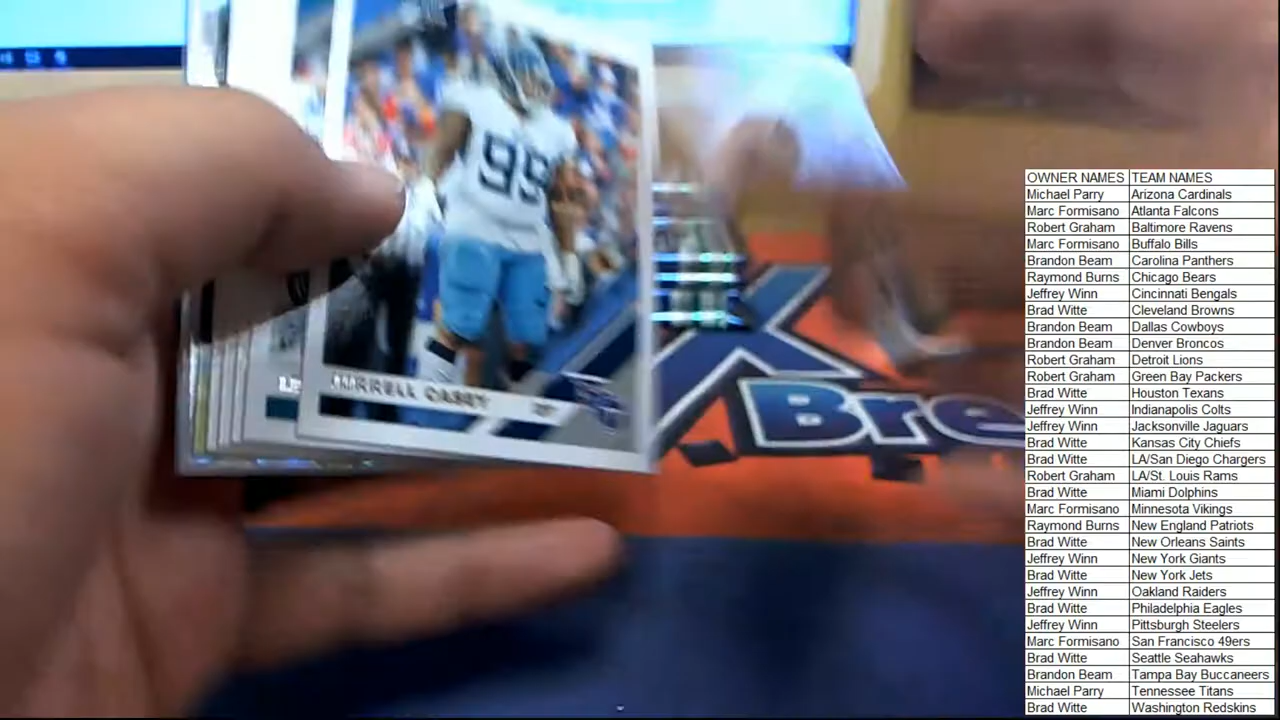 99
JURRELL CASEY
Bre
OWNER NAMES TEAM NAMES
Michael Parry Arizona Cardinals
Marc Formisano Atlanta Falcons
Robert Graham Baltimore Ravens
Marc Formisano Buffalo Bills
Brandon Beam Carolina Panthers
Raymond Burns Chicago Bears
Jeffrey Winn Cincinnati Bengals
Brad Witte Cleveland Browns
Brandon Beam Dallas Cowboys
Brandon Beam Denver Broncos
Robert Graham Detroit Lions
Robert Graham Green Bay Packers
Brad Witte Houston Texans
Jeffrey Winn Indianapolis Colts
Jeffrey Winn Jacksonville Jaguars
Brad Witte Kansas City Chiefs
Brad Witte LA/San Diego Chargers
Robert Graham LA/St. Louis Rams
Brad Witte Miami Dolphins
Marc Formisano Minnesota Vikings
Raymond Burns New England Patriots
Brad Witte New Orleans Saints
Jeffrey Winn New York Giants
Brad Witte New York Jets
Jeffrey Winn Oakland Raiders
Brad Witte Philadelphia Eagles
Jeffrey Winn Pittsburgh Steelers
Marc Formisano San Francisco 49ers
Brad Witte Seattle Seahawks
Brandon Beam Tampa Bay Buccaneers
Michael Parry Tennessee Titans
Brad Witte Washington Redskins